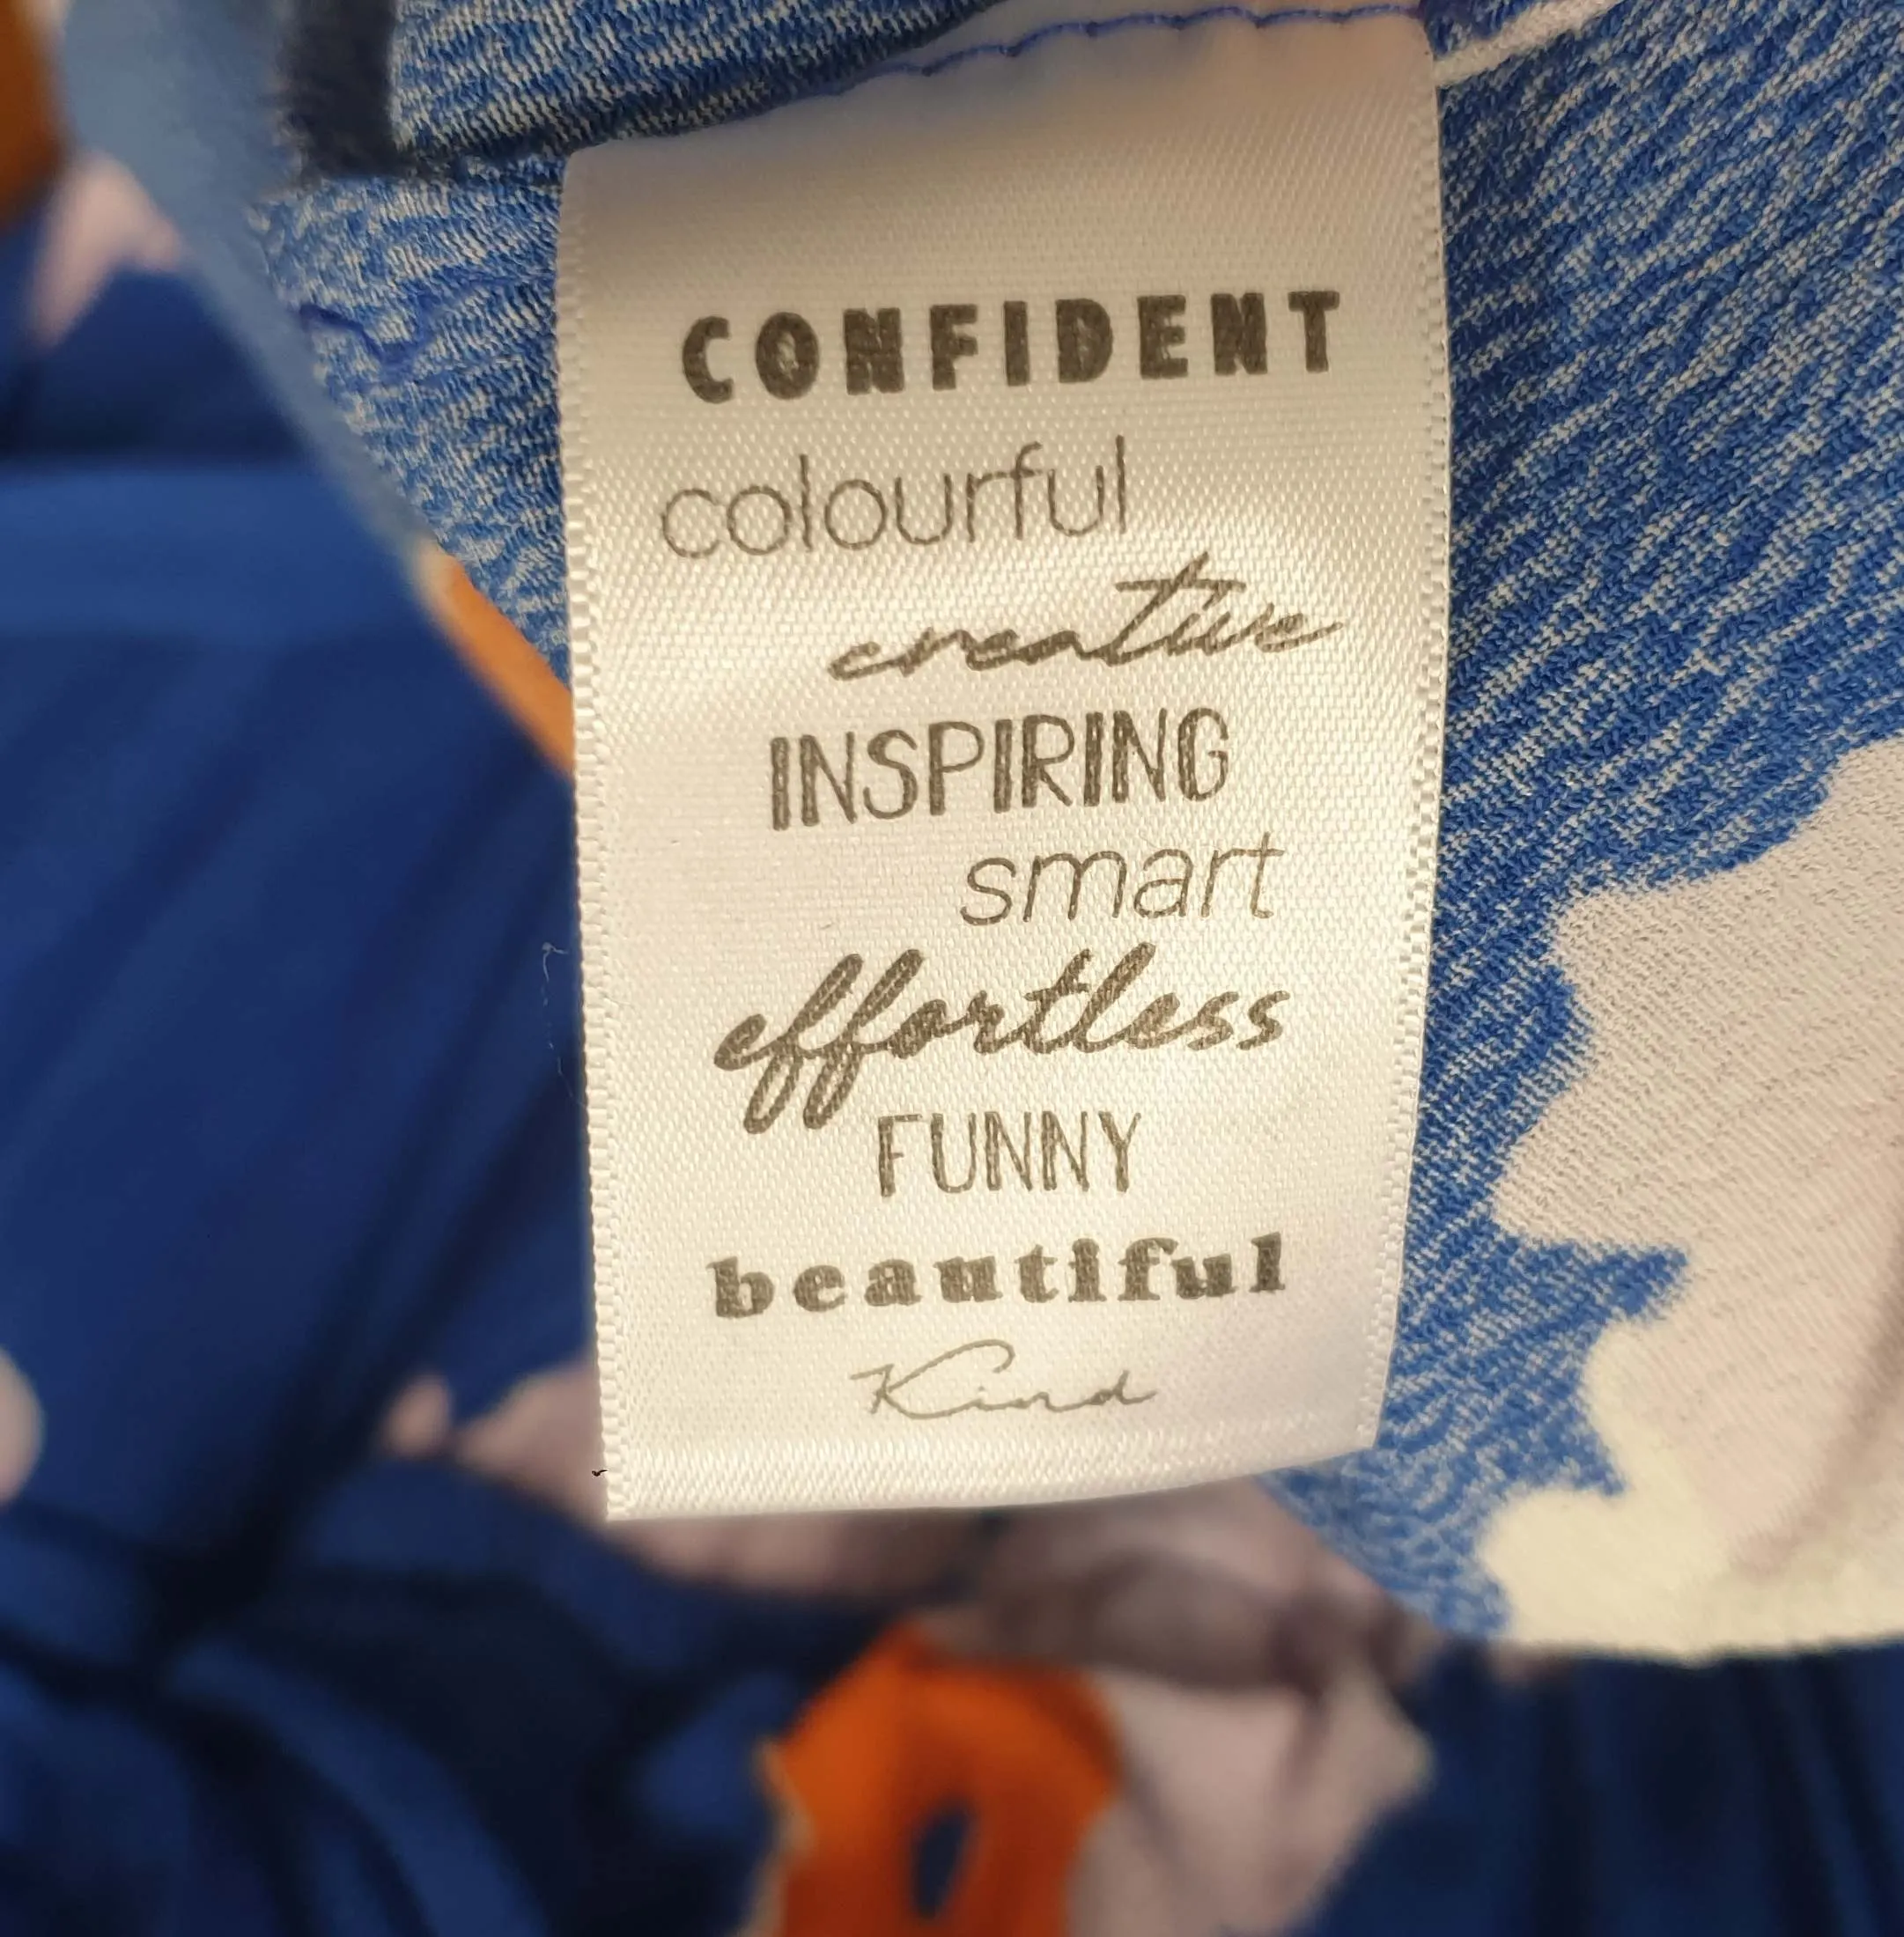 CONFIDENT
colourful
creative
INSPIRING
smart
effortless
FUNNY
beautiful
Kind